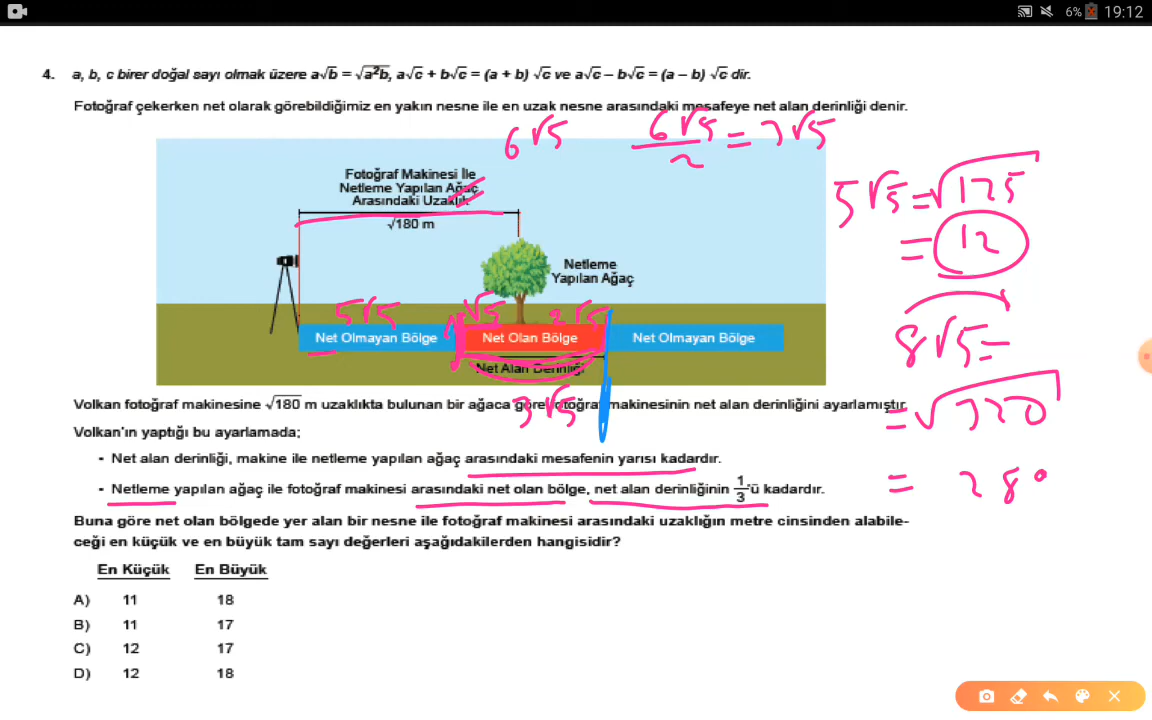 6% 19:12
4. a, b, c birer doğal sayı olmak üzere a√b = √a²b, a√c + b√c = (a + b) √c ve a√c – b√c = (a – b) √c dir.
Fotoğraf çekerken net olarak görebildiğimiz en yakın nesne ile en uzak nesne arasındaki mesafeye net alan derinliği denir.
6√5
6√5/2 = 3√5
Fotoğraf Makinesi İle
Netleme Yapılan Ağaç
Arasındaki Uzaklık
√180 m
5√5 = √125
= 12
Netleme
Yapılan Ağaç
5√5 √5 2√5
8√5 =
Net Olmayan Bölge Net Olan Bölge Net Olmayan Bölge
Net Alan Derinliği
3√5
= √320
Volkan fotoğraf makinesine √180 m uzaklıkta bulunan bir ağaca göre fotoğraf makinesinin net alan derinliğini ayarlamıştır.
Volkan'ın yaptığı bu ayarlamada;
- Net alan derinliği, makine ile netleme yapılan ağaç arasındaki mesafenin yarısı kadardır.
- Netleme yapılan ağaç ile fotoğraf makinesi arasındaki net olan bölge, net alan derinliğinin 1/3'ü kadardır.
=
Buna göre net olan bölgede yer alan bir nesne ile fotoğraf makinesi arasındaki uzaklığın metre cinsinden alabile-
ceği en küçük ve en büyük tam sayı değerleri aşağıdakilerden hangisidir?
En Küçük En Büyük
A) 11 18
B) 11 17
C) 12 17
D) 12 18